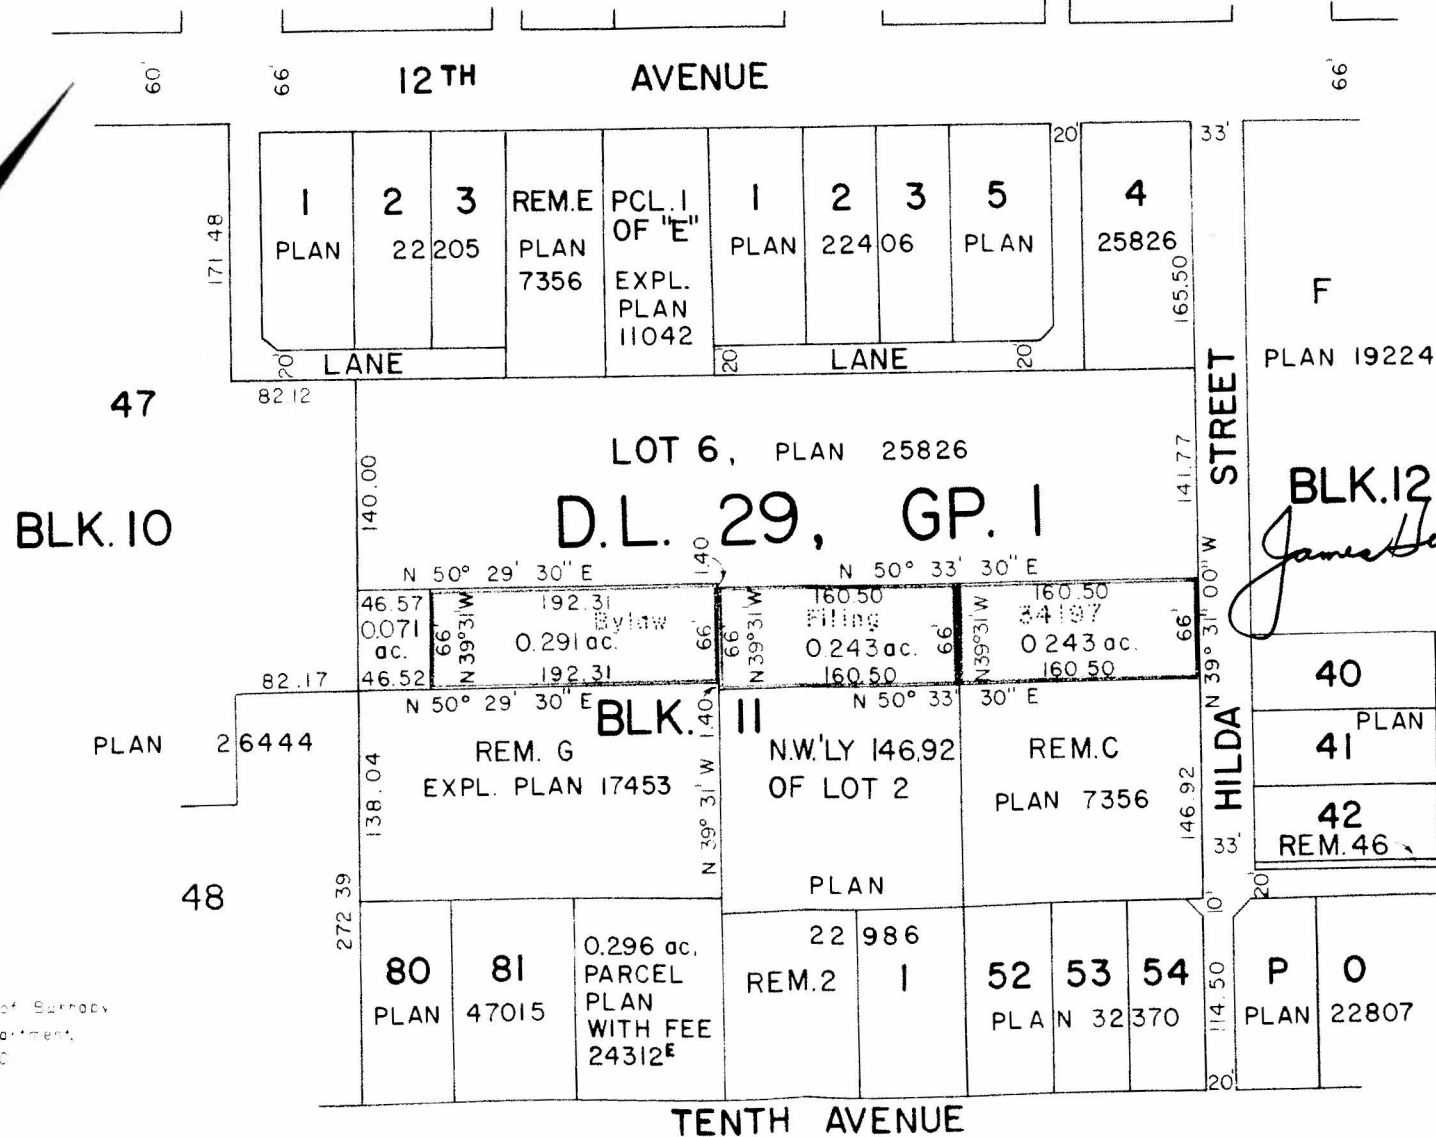 60'
66'
12TH AVENUE
66'
20'
33'
171.48
1
2
3
REM.E
PCL.1
OF "E"
1
2
3
5
4
PLAN
22 205
PLAN
7356
EXPL.
PLAN
11042
PLAN
224 06
PLAN
25826
165.50
F
PLAN 19224
20'
LANE
20'
LANE
20'
47
82.12
LOT 6, PLAN 25826
STREET
140.00
141.77
BLK. 10
D.L. 29, GP. 1
BLK.12
James
N 50° 29' 30" E
1.40
N 50° 33' 30" E
46.57
0.071
ac.
46.52
66'
N 39°31'W
192.31
Bylaw
0.291 ac.
192.31
66'
66'
N39°31'W
160.50
Filing
0.243 ac.
160.50
66'
N39°31'W
160.50
34197
0.243 ac.
160.50
66'
N 39° 31' 00" W
82.17
N 50° 29' 30" E
BLK. 11
1.40
N 50° 33' 30" E
40
PLAN
41
42
REM. 46
PLAN 26444
REM. G
EXPL. PLAN 17453
N.W.'LY 146.92
OF LOT 2
REM.C
PLAN 7356
HILDA
138.04
N 39° 31' W
146.92
33'
PLAN
48
272.39
10'
20'
22 986
80
81
0.296 ac.
PARCEL
PLAN
WITH FEE
24312E
REM.2
1
52
53
54
P
O
PLAN
47015
PLAN 32 370
114.50
PLAN
22807
of Burnaby
20'
TENTH AVENUE